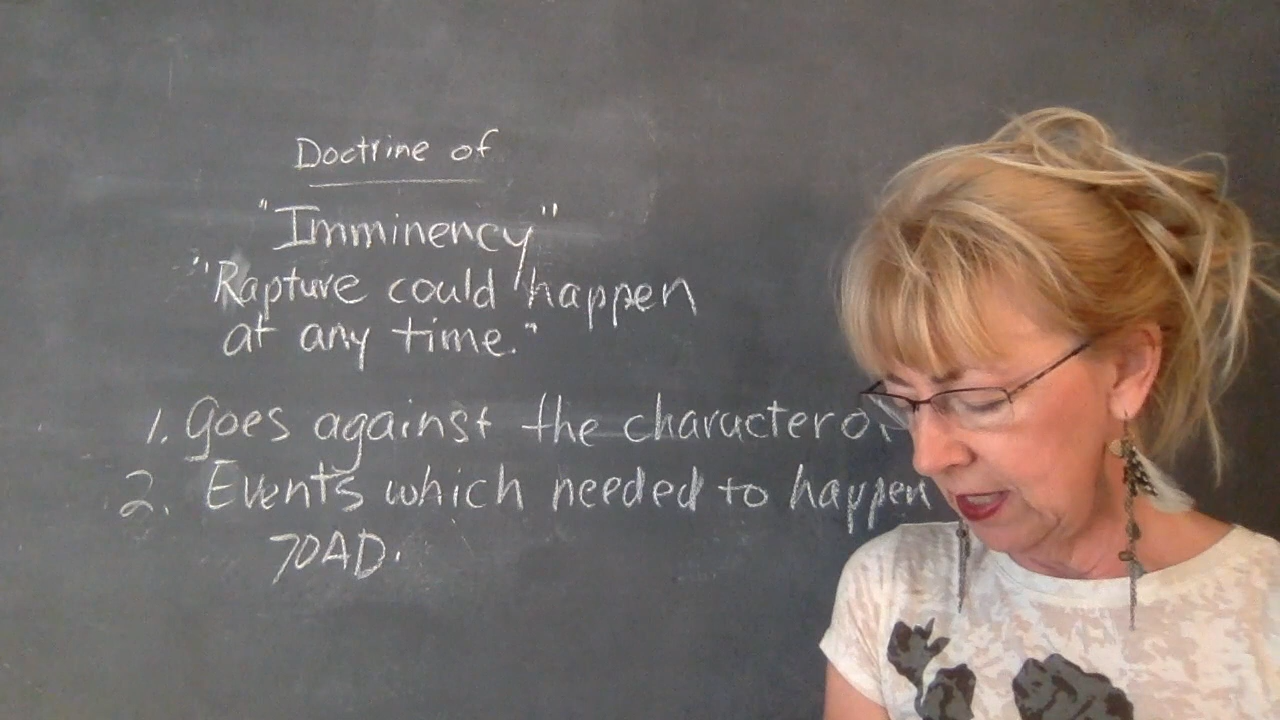 Doctrine of
"Imminency"
"Rapture could happen
at any time."
1. Goes against the character
2. Events which needed to happen
70AD.